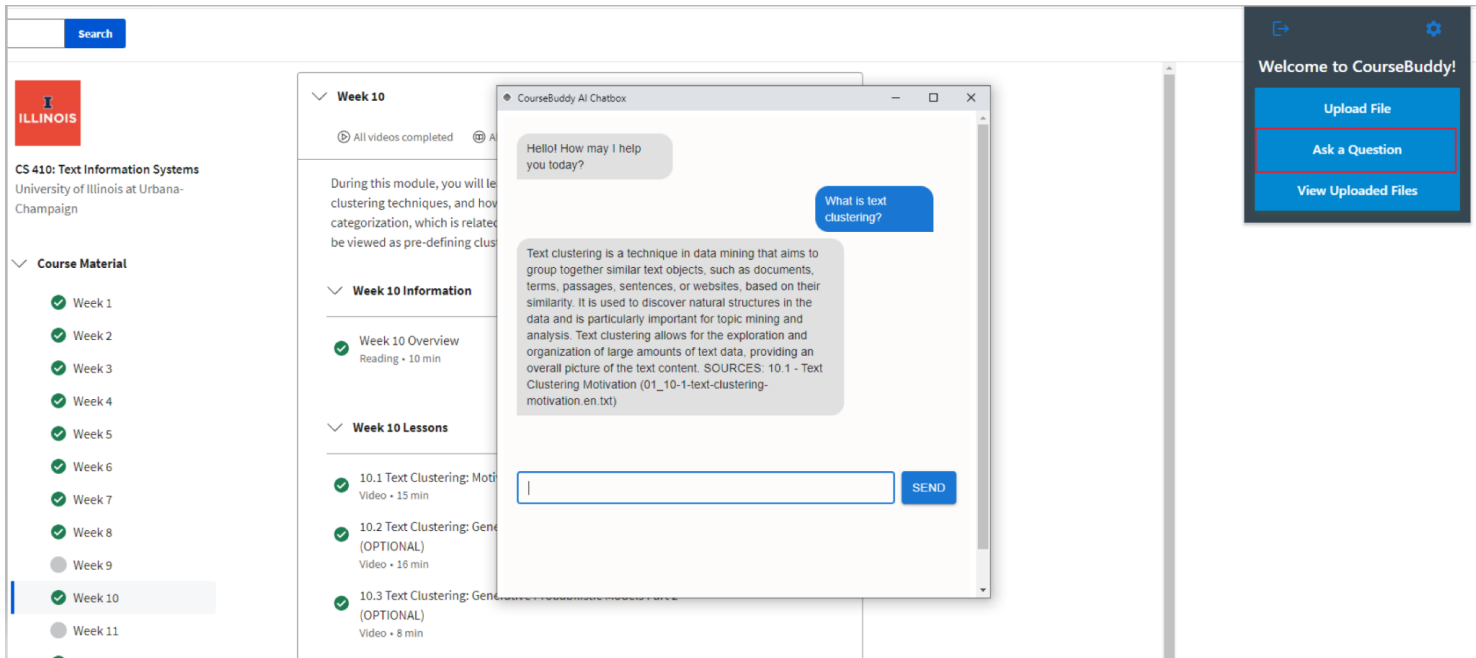 Search
I
ILLINOIS
CS 410: Text Information Systems
University of Illinois at Urbana-
Champaign
Course Material
Week 1
Week 2
Week 3
Week 4
Week 5
Week 6
Week 7
Week 8
Week 9
Week 10
Week 11
Week 10
All videos completed
During this module, you will le
clustering techniques, and how
categorization, which is related
be viewed as pre-defining clus
Week 10 Information
Week 10 Overview
Reading • 10 min
Week 10 Lessons
10.1 Text Clustering: Moti
Video • 15 min
10.2 Text Clustering: Gene
(OPTIONAL)
Video • 16 min
10.3 Text Clustering: Generative Probabilistic Models Part 2
(OPTIONAL)
Video • 8 min
CourseBuddy AI Chatbox
Hello! How may I help
you today?
What is text
clustering?
Text clustering is a technique in data mining that aims to
group together similar text objects, such as documents,
terms, passages, sentences, or websites, based on their
similarity. It is used to discover natural structures in the
data and is particularly important for topic mining and
analysis. Text clustering allows for the exploration and
organization of large amounts of text data, providing an
overall picture of the text content. SOURCES: 10.1 - Text
Clustering Motivation (01_10-1-text-clustering-
motivation.en.txt)
SEND
Welcome to CourseBuddy!
Upload File
Ask a Question
View Uploaded Files